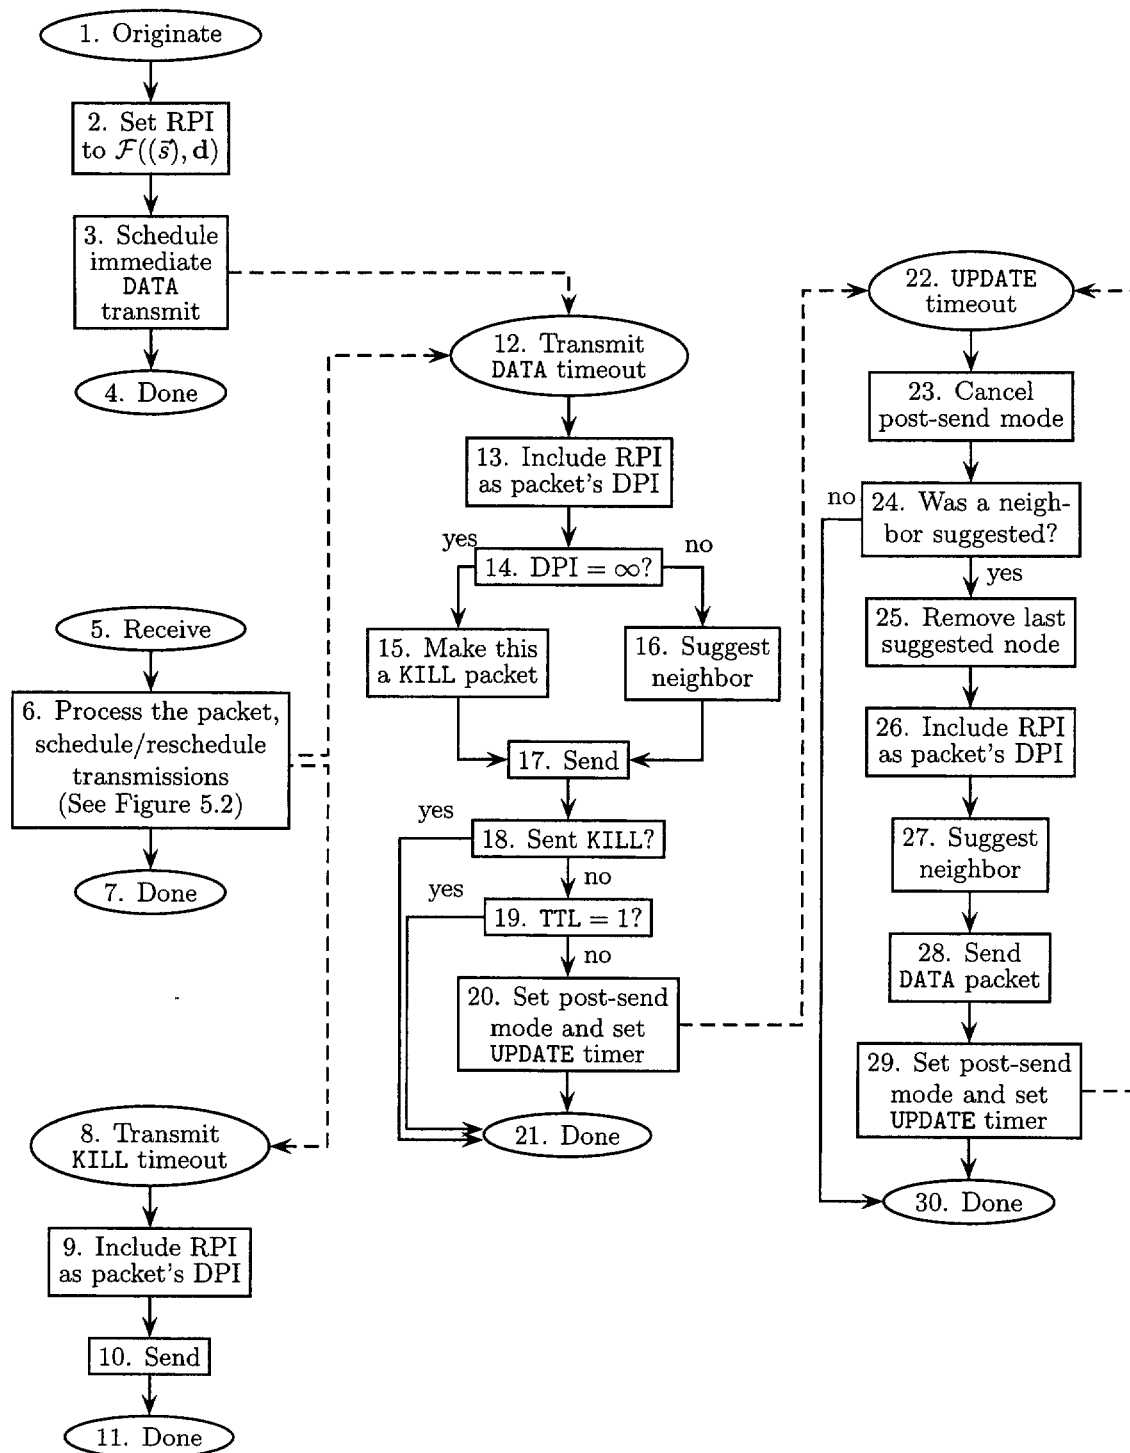 1. Originate
2. Set RPI
to ℱ((s⃗), d)
3. Schedule
immediate
DATA
transmit
4. Done
5. Receive
6. Process the packet,
schedule/reschedule
transmissions
(See Figure 5.2)
7. Done
8. Transmit
KILL timeout
9. Include RPI
as packet's DPI
10. Send
11. Done
12. Transmit
DATA timeout
13. Include RPI
as packet's DPI
yes
no
14. DPI = ∞?
15. Make this
a KILL packet
16. Suggest
neighbor
17. Send
yes
18. Sent KILL?
no
yes
19. TTL = 1?
no
20. Set post-send
mode and set
UPDATE timer
21. Done
22. UPDATE
timeout
23. Cancel
post-send mode
no
24. Was a neigh-
bor suggested?
yes
25. Remove last
suggested node
26. Include RPI
as packet's DPI
27. Suggest
neighbor
28. Send
DATA packet
29. Set post-send
mode and set
UPDATE timer
30. Done